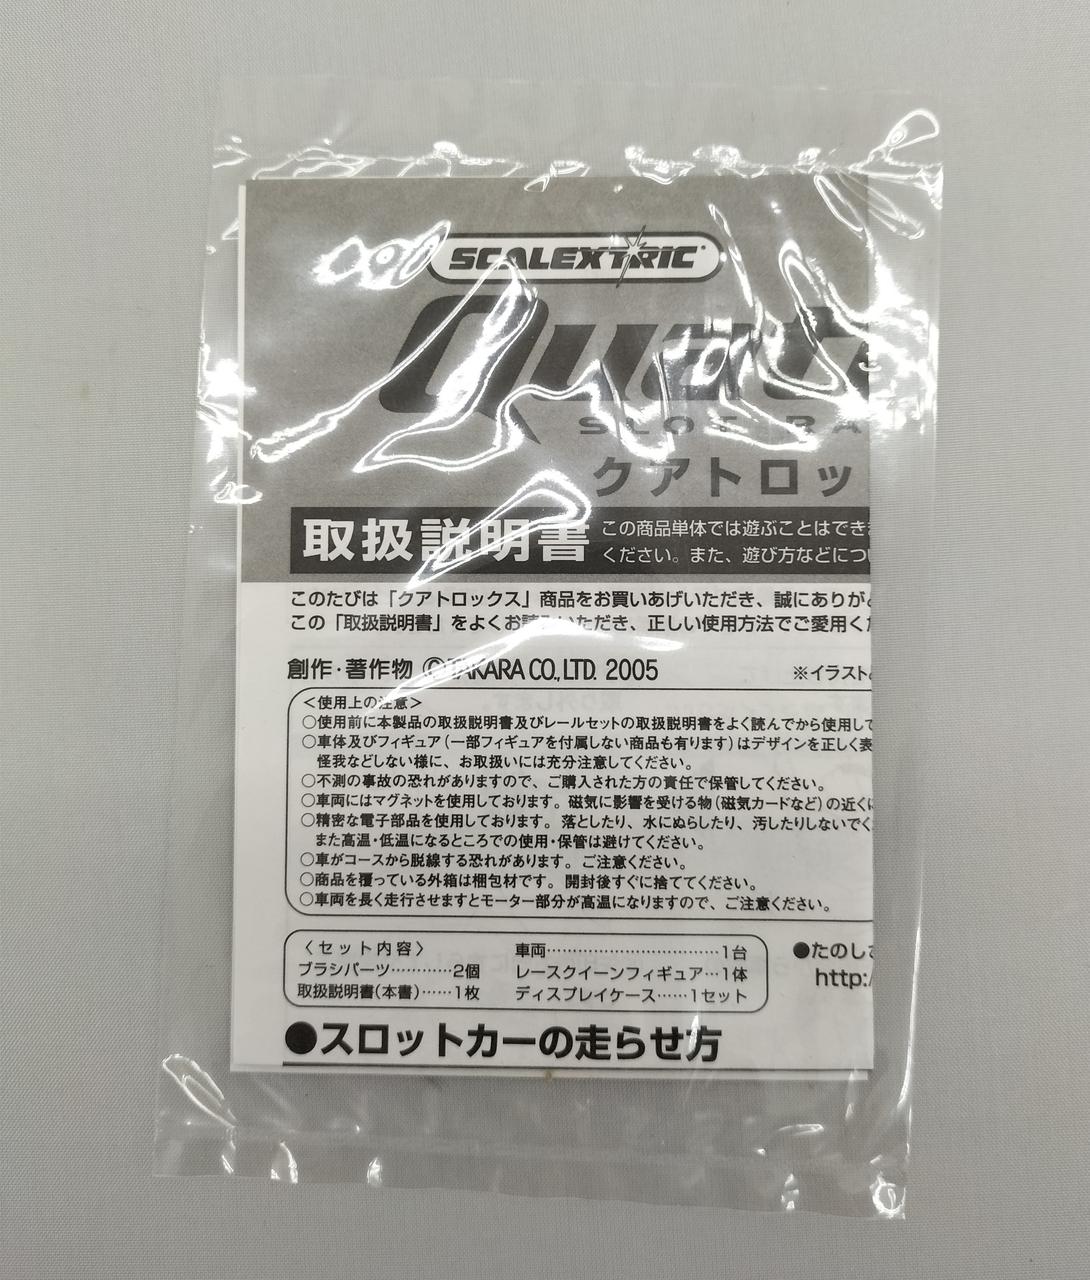 SCALEXTRIC
Quat
SLOT RA
クアトロッ
取扱説明書
この商品単体では遊ぶことはでき
ください。また、遊び方などにつ
このたびは「クアトロックス」商品をお買いあげいただき、誠にありが
この「取扱説明書」をよくお読みいただき、正しい使用方法でご愛用く
創作・著作物 ©TAKARA CO.,LTD. 2005
※イラスト
<使用上の注意>
○使用前に本製品の取扱説明書及びレールセットの取扱説明書をよく読んでから使用して
○車体及びフィギュア(一部フィギュアを付属しない商品も有ります)はデザインを正しく表
怪我などしない様に、お取扱いには充分注意してください。
○不測の事故の恐れがありますので、ご購入された方の責任で保管してください。
○車両にはマグネットを使用しております。磁気に影響を受ける物(磁気カードなど)の近く
○精密な電子部品を使用しております。落としたり、水にぬらしたり、汚したりしないでく
また高温・低温になるところでの使用・保管は避けてください。
○車がコースから脱線する恐れがあります。ご注意ください。
○商品を覆っている外箱は梱包材です。開封後すぐに捨ててください。
○車両を長く走行させますとモーター部分が高温になりますので、ご注意ください。
〈セット内容〉
ブラシパーツ…………2個
取扱説明書(本書)……1枚
車両……………………………1台
レースクイーンフィギュア…1体
ディスプレイケース……1セット
●たのし
http:/
●スロットカーの走らせ方